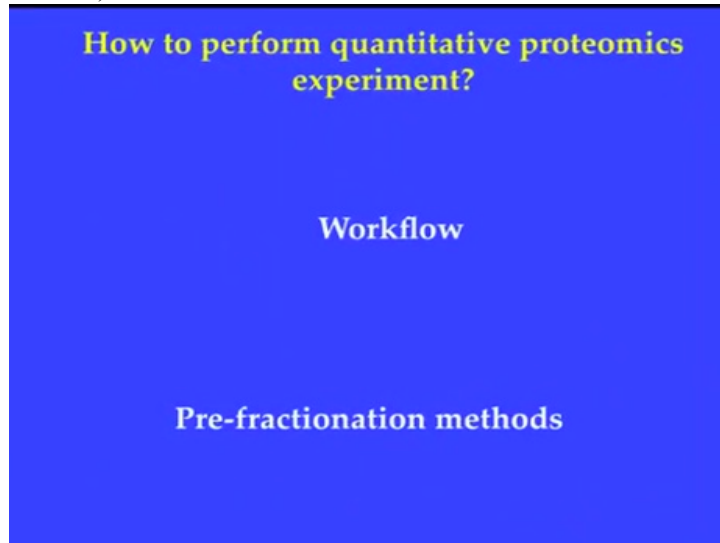 How to perform quantitative proteomics
experiment?
Workflow
Pre-fractionation methods